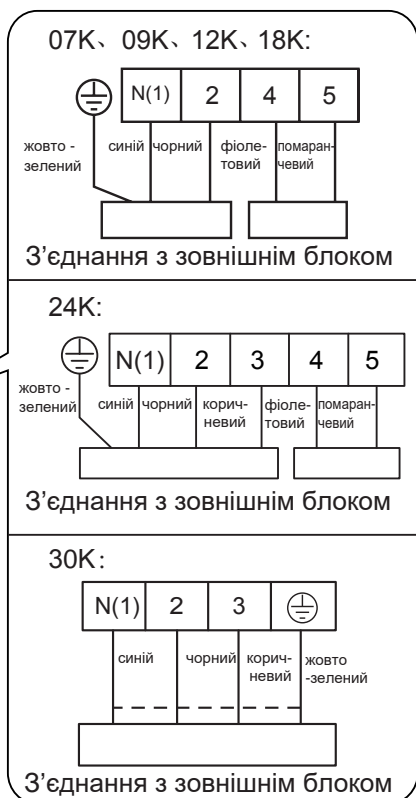 07K、09K、12K、18K:
N(1) 2 4 5
жовто - зелений
синій
чорний
фіоле-
товий
помаран-
чевий
З’єднання з зовнішнім блоком
24K:
N(1) 2 3 4 5
жовто -
зелений
синій
чорний
корич-
невий
фіоле-
товий
помаран-
чевий
З’єднання з зовнішнім блоком
30K:
N(1) 2 3
синій
чорний
корич-
невий
жовто
-зелений
З’єднання з зовнішнім блоком